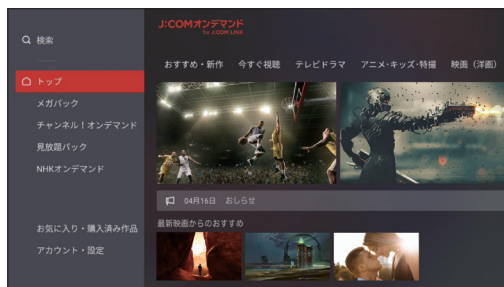 J:COMオンデマンド
by J:COM LINK
検索
おすすめ・新作 今すぐ視聴 テレビドラマ アニメ・キッズ・特撮 映画（洋画）
トップ
メガパック
チャンネル！オンデマンド
見放題パック
NHKオンデマンド
04月16日 おしらせ
最新映画からのおすすめ
お気に入り・購入済み作品
アカウント・設定